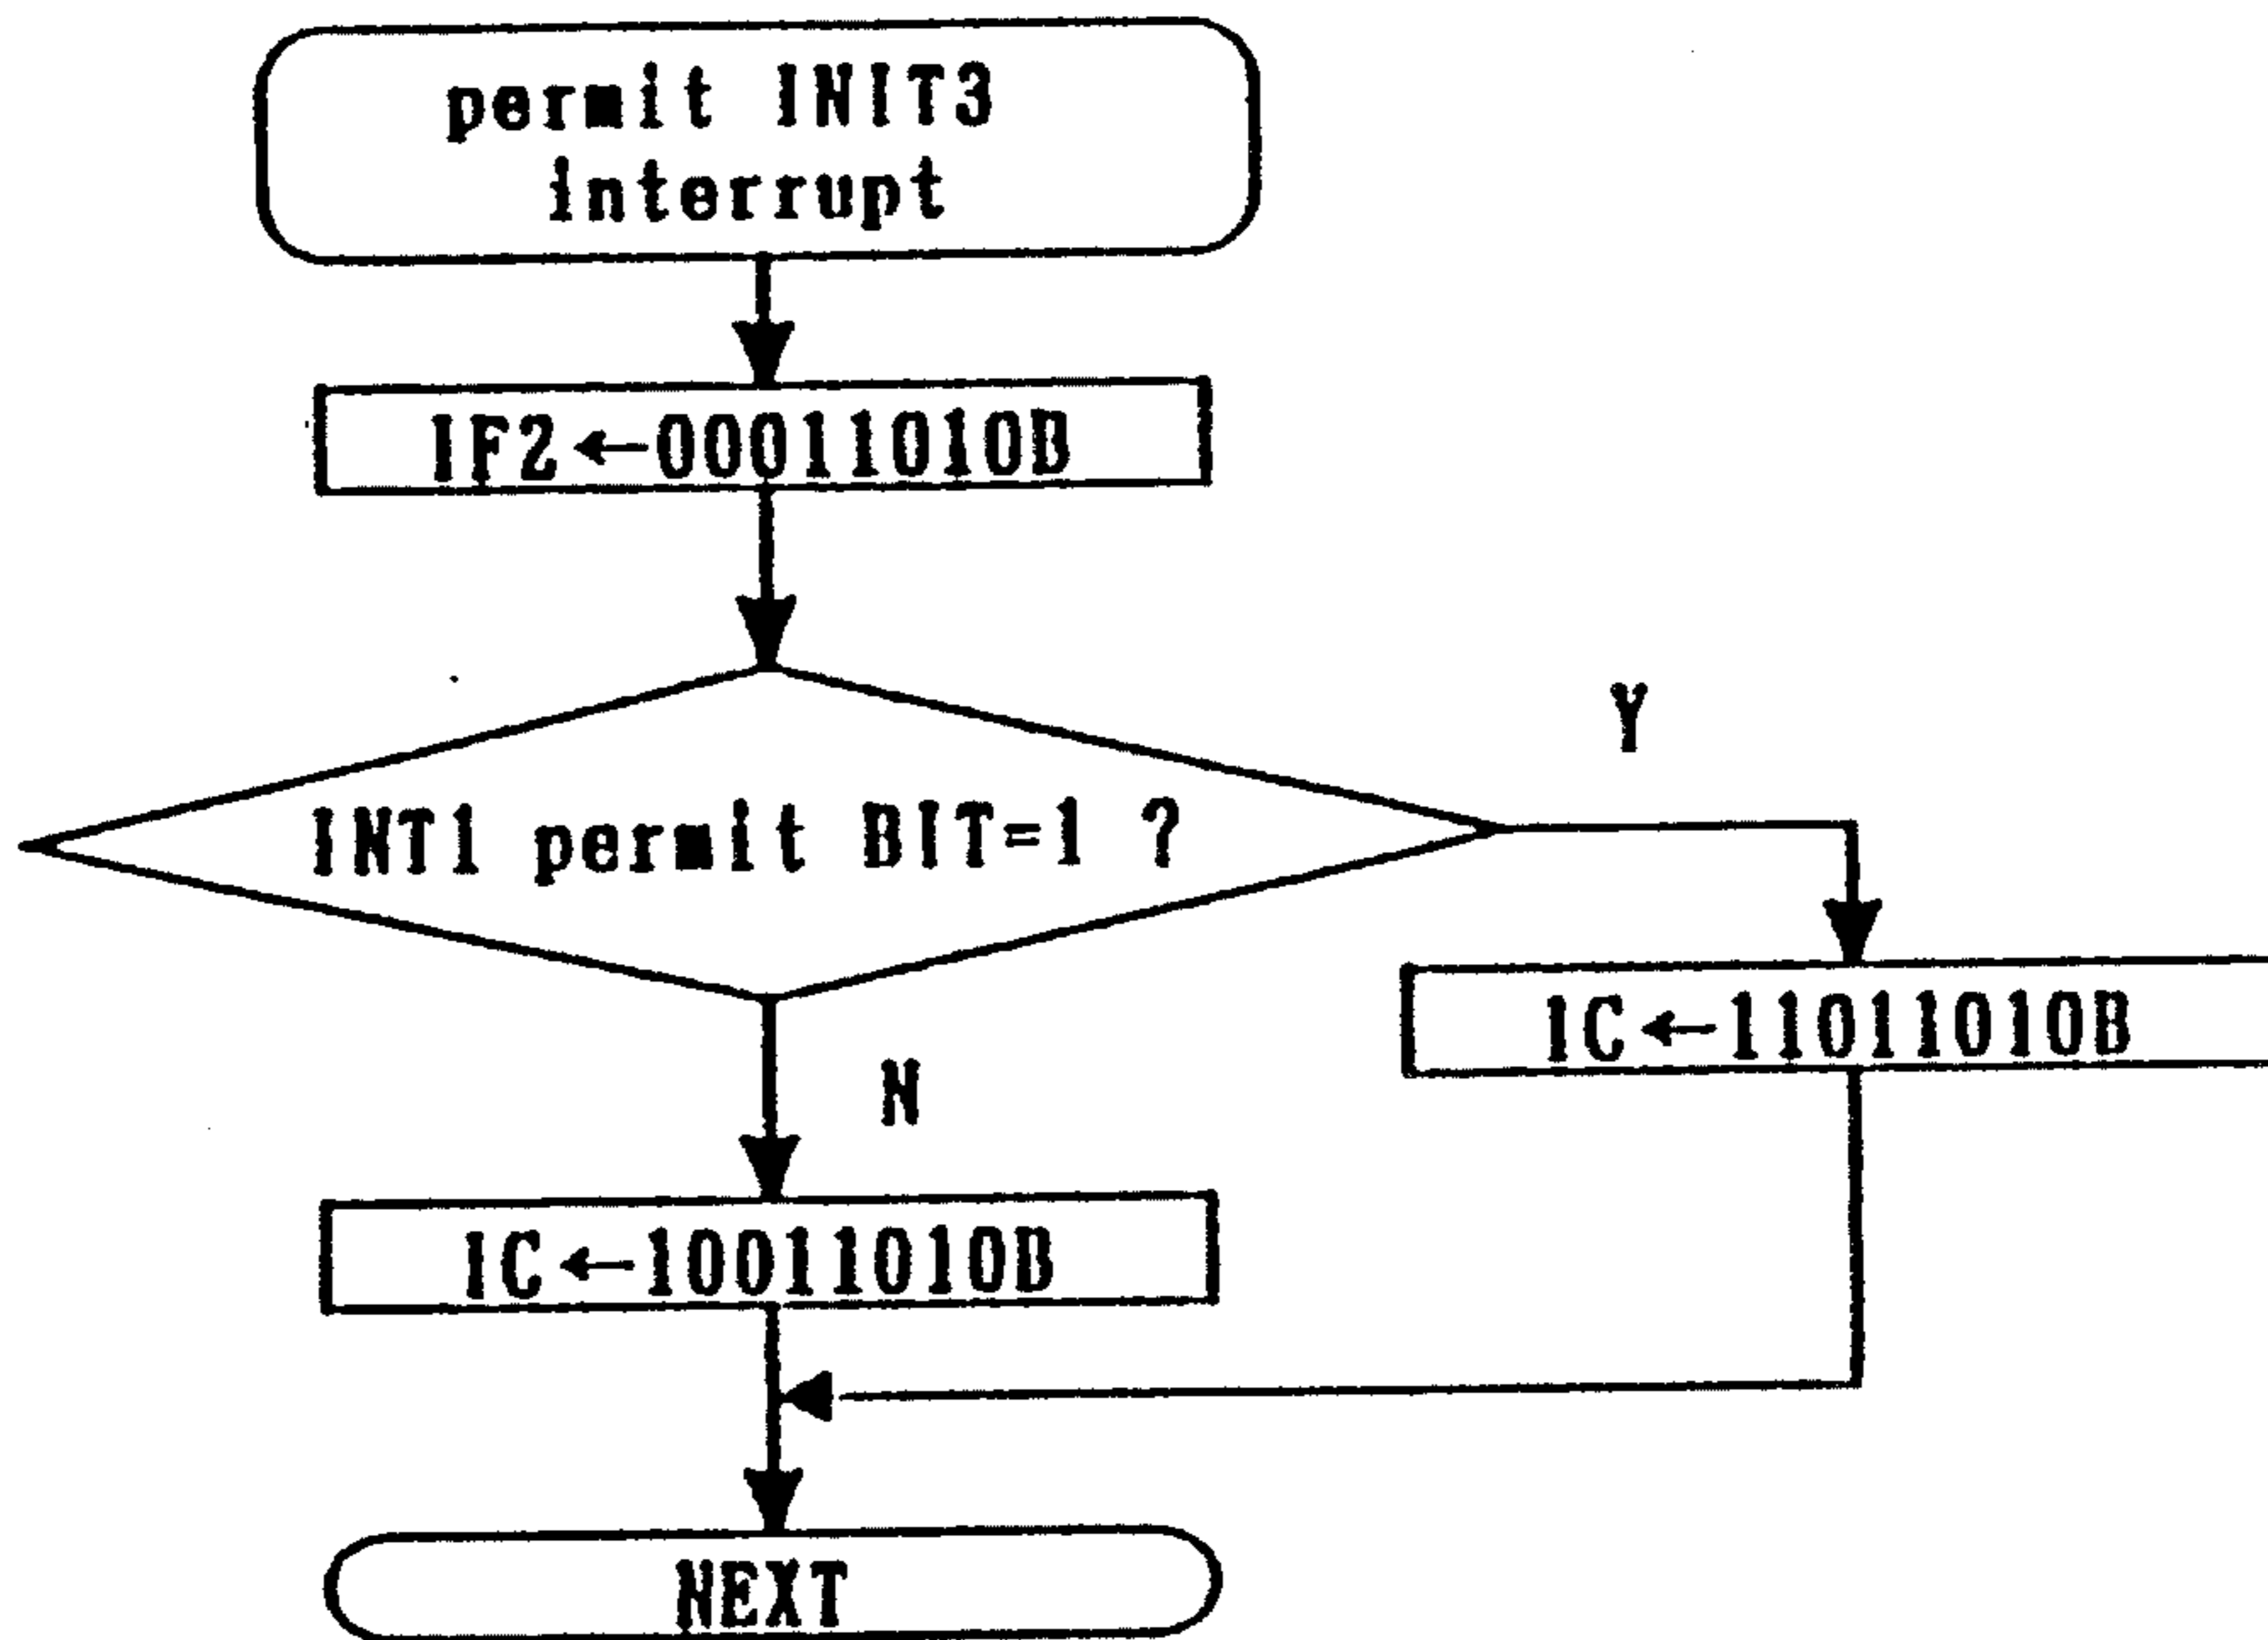 permit INIT3
interrupt
IF2←00011010B
INT1 permit BIT=1 ?
Y
IC←11011010B
N
IC←10011010B
NEXT